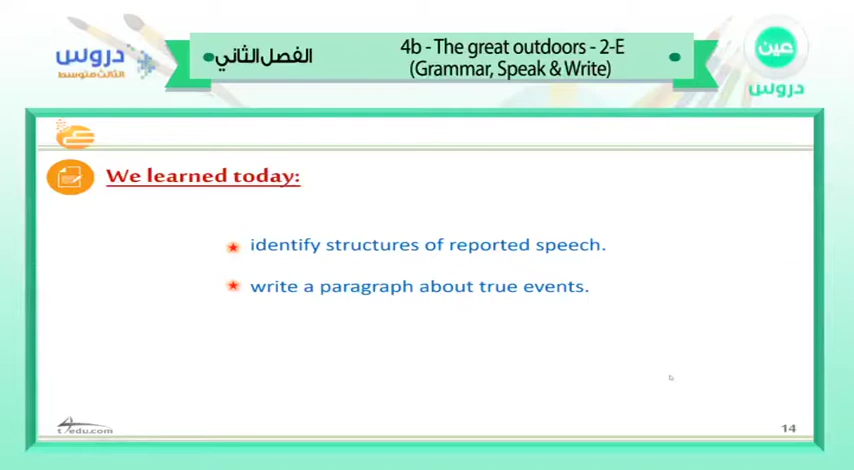 دروس
الثالث متوسط
الفصل الثاني
4b - The great outdoors - 2-E
(Grammar, Speak & Write)
عين
دروس
We learned today:
identify structures of reported speech.
write a paragraph about true events.
t4edu.com
14